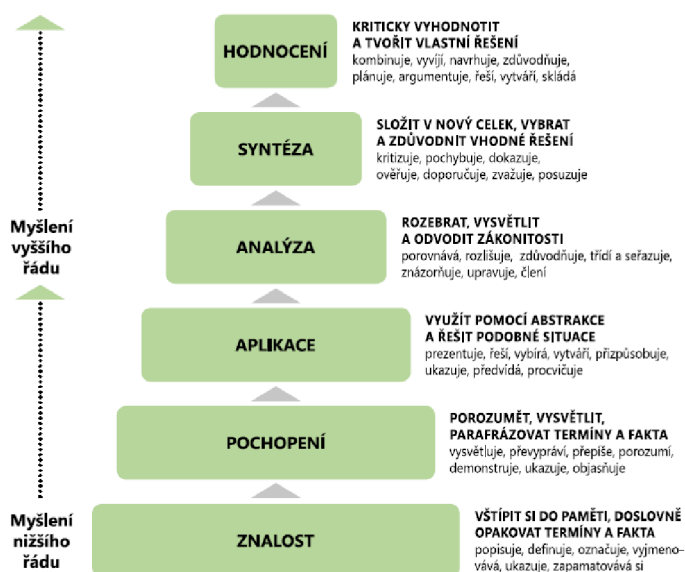 HODNOCENÍ
KRITICKY VYHODNOTIT
A TVOŘIT VLASTNÍ ŘEŠENÍ
kombinuje, vyvíjí, navrhuje, zdůvodňuje,
plánuje, argumentuje, řeší, vytváří, skládá
SYNTÉZA
SLOŽIT V NOVÝ CELEK, VYBRAT
A ZDŮVODNIT VHODNÉ ŘEŠENÍ
kritizuje, pochybuje, dokazuje,
ověřuje, doporučuje, zvažuje, posuzuje
Myšlení
vyššího
řádu
ANALÝZA
ROZEBRAT, VYSVĚTLIT
A ODVODIT ZÁKONITOSTI
porovnává, rozlišuje, zdůvodňuje, třídí a seřazuje,
znázorňuje, upravuje, člení
APLIKACE
VYUŽÍT POMOCÍ ABSTRAKCE
A ŘEŠIT PODOBNÉ SITUACE
prezentuje, řeší, vybírá, vytváří, přizpůsobuje,
ukazuje, předvídá, procvičuje
POCHOPENÍ
POROZUMĚT, VYSVĚTLIT,
PARAFRÁZOVAT TERMÍNY A FAKTA
vysvětluje, převypráví, přepíše, porozumí,
demonstruje, ukazuje, objasňuje
Myšlení
nižšího
řádu
ZNALOST
VŠTÍPIT SI DO PAMĚTI, DOSLOVNĚ
OPAKOVAT TERMÍNY A FAKTA
popisuje, definuje, označuje, vyjmeno-
vává, ukazuje, zapamatovává si